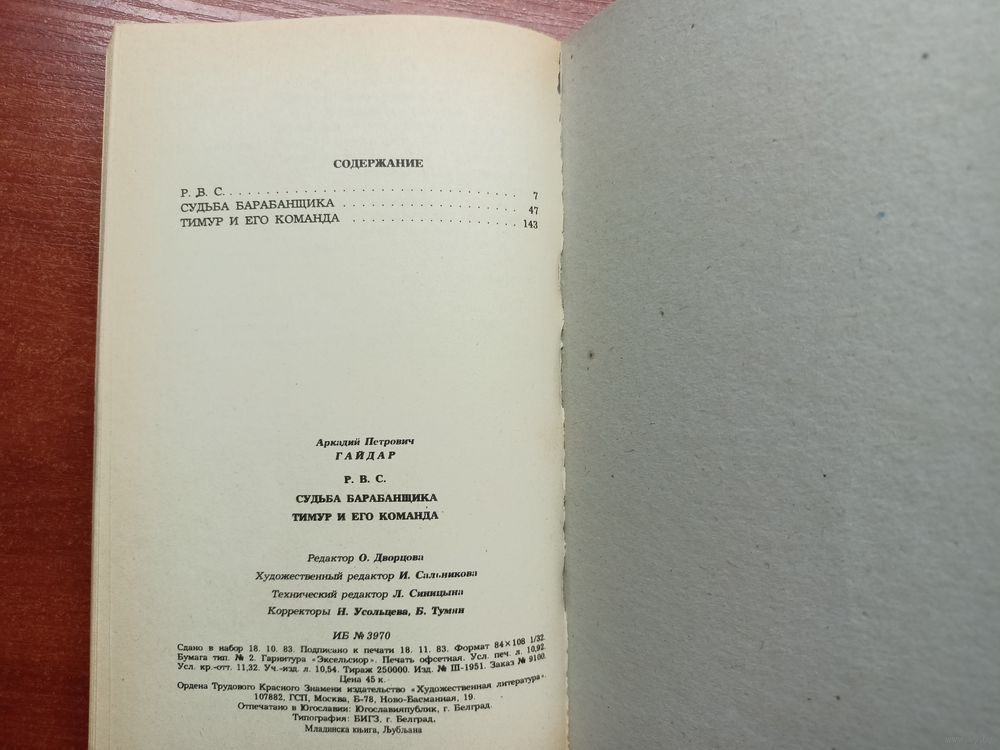 СОДЕРЖАНИЕ
Р. В. С. . . . . . . . . . . . . . . . . . . . . . . . . . . . . . . . . 7
СУДЬБА БАРАБАНЩИКА . . . . . . . . . . . . . . . . . . . . 47
ТИМУР И ЕГО КОМАНДА . . . . . . . . . . . . . . . . . . . 143
Аркадий Петрович
ГАЙДАР
Р. В. С.
СУДЬБА БАРАБАНЩИКА
ТИМУР И ЕГО КОМАНДА
Редактор О. Дворцова
Художественный редактор И. Сальникова
Технический редактор Л. Синицына
Корректоры Н. Усольцева, Б. Тумян
ИБ № 3970
Сдано в набор 18. 10. 83. Подписано к печати 18. 11. 83. Формат 84×108 1/32.
Бумага тип. № 2. Гарнитура «Эксельсиор». Печать офсетная. Усл. печ. л. 10,92.
Усл. кр.-отт. 11,32. Уч.-изд. л. 10,54. Тираж 250000. Изд. № III-1951. Заказ № 9100.
Цена 45 к.
Ордена Трудового Красного Знамени издательство «Художественная литература».
107882, ГСП, Москва, Б-78, Ново-Басманная, 19.
Отпечатано в Югославии: Югославияпублик, г. Белград.
Типография: БИГЗ, г. Белград,
Младинска књига, Љубљана